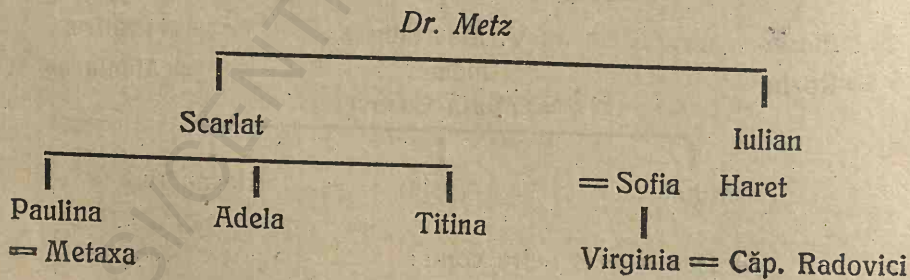 Dr. Metz
Scarlat
Iulian
= Sofia Haret
Paulina Adela Titina
= Metaxa
Virginia = Căp. Radovici